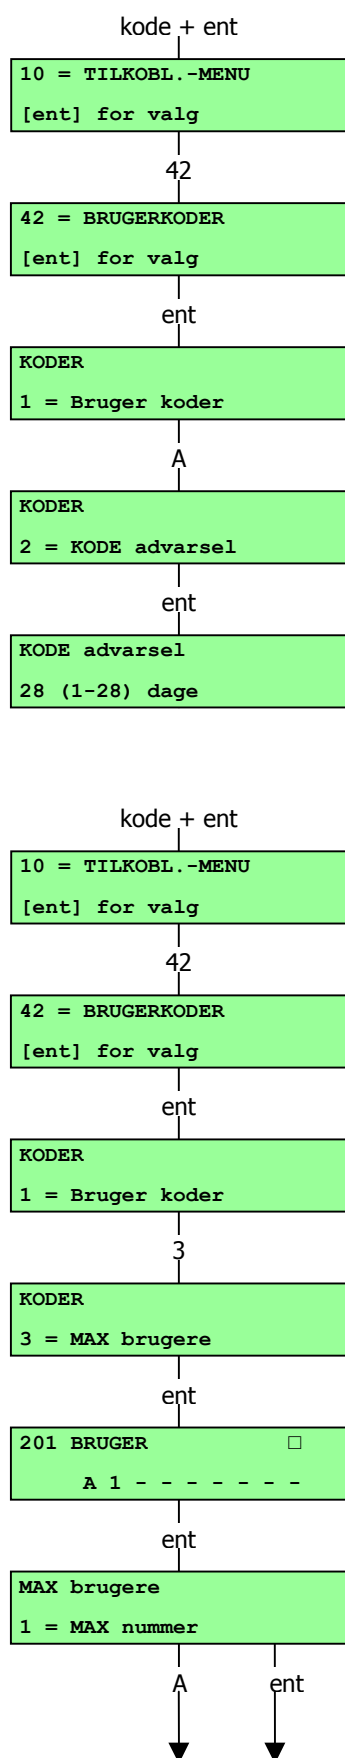 kode + ent
10 = TILKOBL.-MENU
[ent] for valg
42
42 = BRUGERKODER
[ent] for valg
ent
KODER
1 = Bruger koder
A
KODER
2 = KODE advarsel
ent
KODE advarsel
28 (1-28) dage
kode + ent
10 = TILKOBL.-MENU
[ent] for valg
42
42 = BRUGERKODER
[ent] for valg
ent
KODER
1 = Bruger koder
3
KODER
3 = MAX brugere
ent
201 BRUGER □
A 1 - - - - - - -
ent
MAX brugere
1 = MAX nummer
A ent